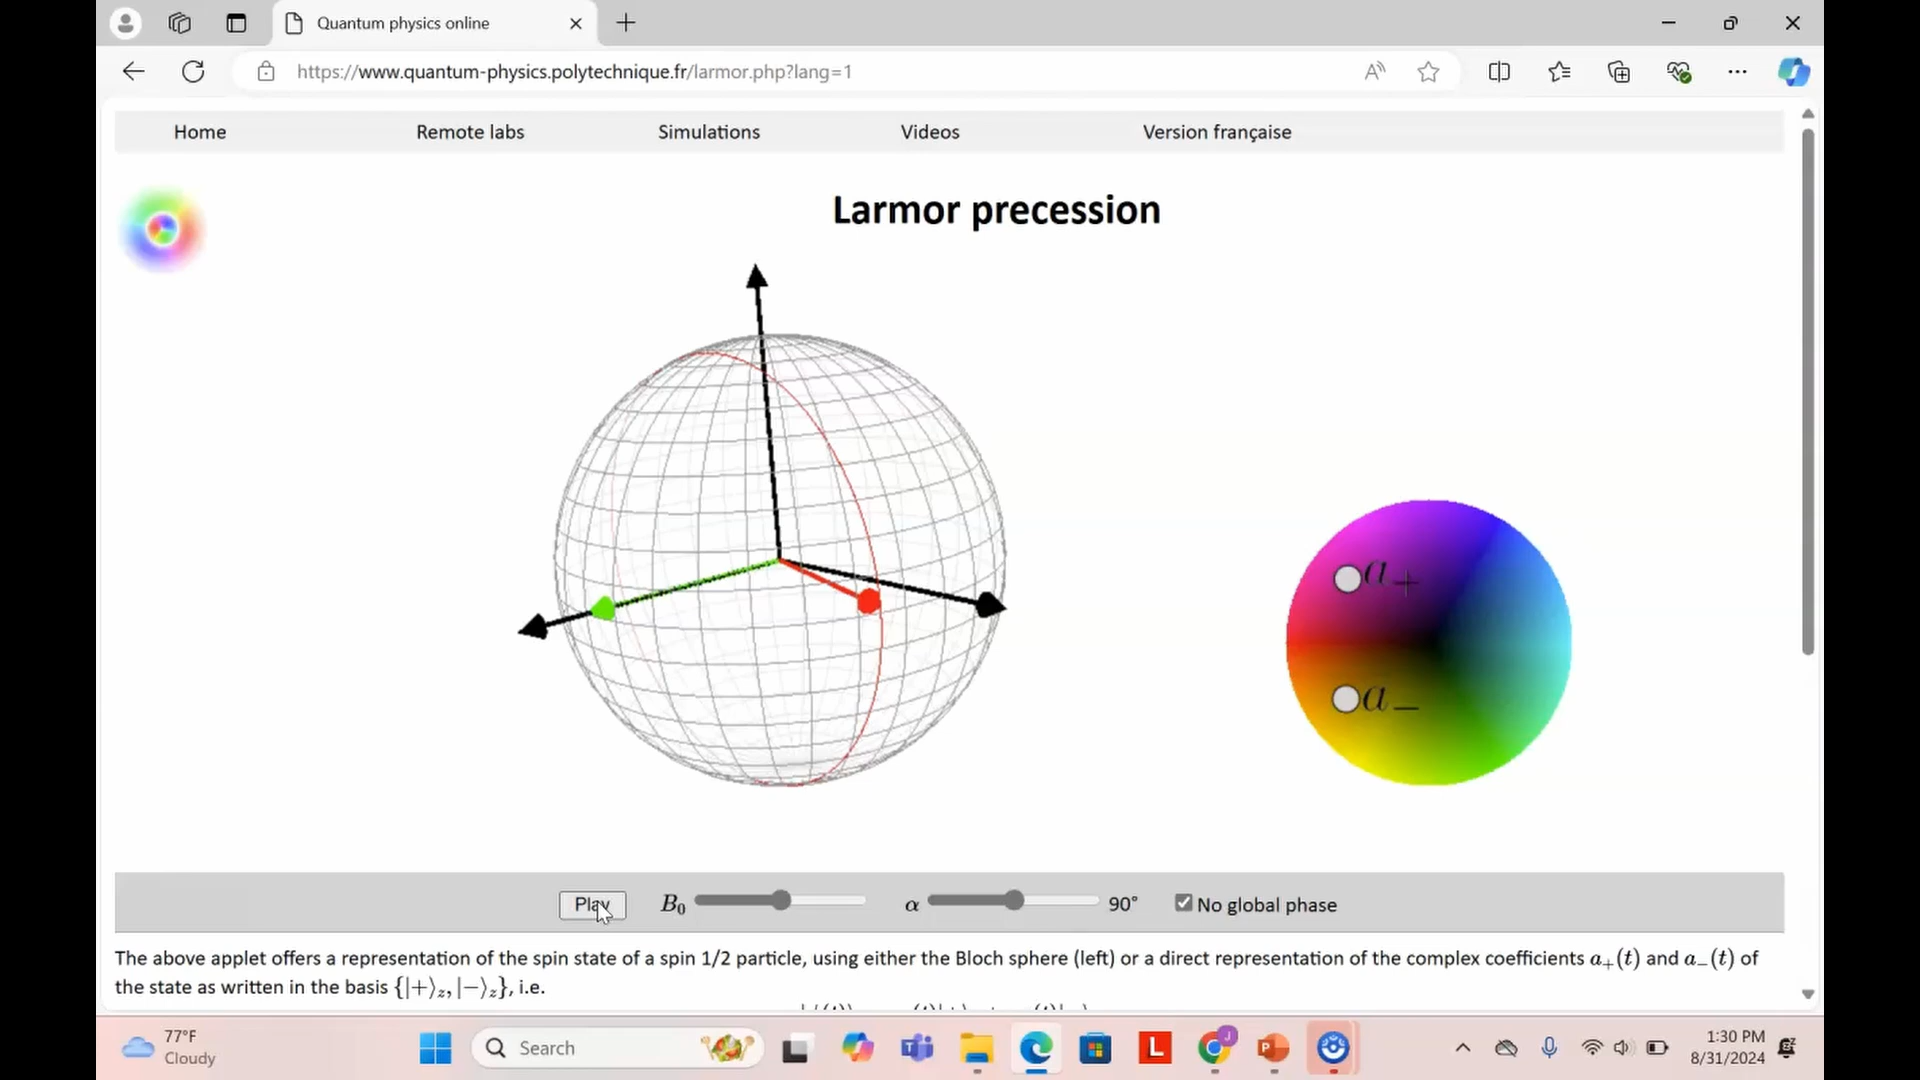 Quantum physics online
https://www.quantum-physics.polytechnique.fr/larmor.php?lang=1
Home Remote labs Simulations Videos Version française
Larmor precession
a+
a−
Play B0 α 90° No global phase
The above applet offers a representation of the spin state of a spin 1/2 particle, using either the Bloch sphere (left) or a direct representation of the complex coefficients a+(t) and a−(t) of
the state as written in the basis {|+⟩z, |−⟩z}, i.e.
77°F
Cloudy
Search
L
J
1:30 PM
8/31/2024